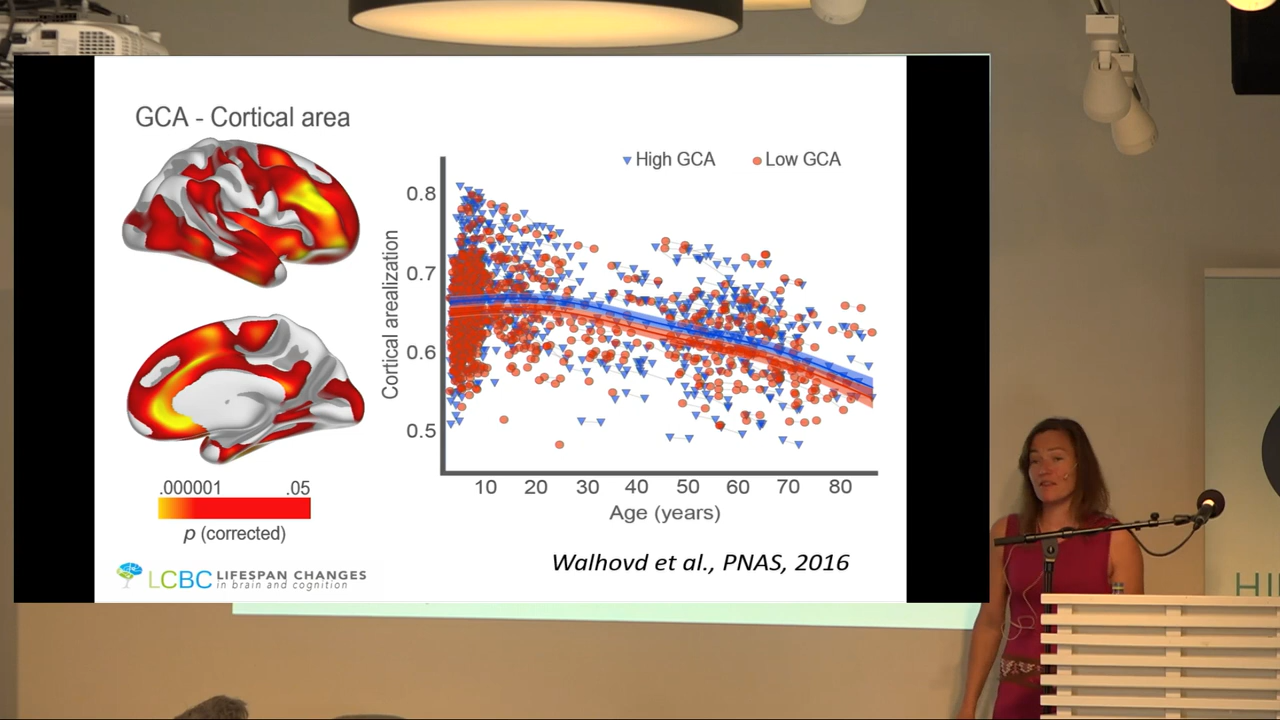 GCA - Cortical area
High GCA
Low GCA
Cortical arealization
0.8
0.7
0.6
0.5
10 20 30 40 50 60 70 80
Age (years)
.000001 .05
p (corrected)
LCBC LIFESPAN CHANGES
in brain and cognition
Walhovd et al., PNAS, 2016
HI